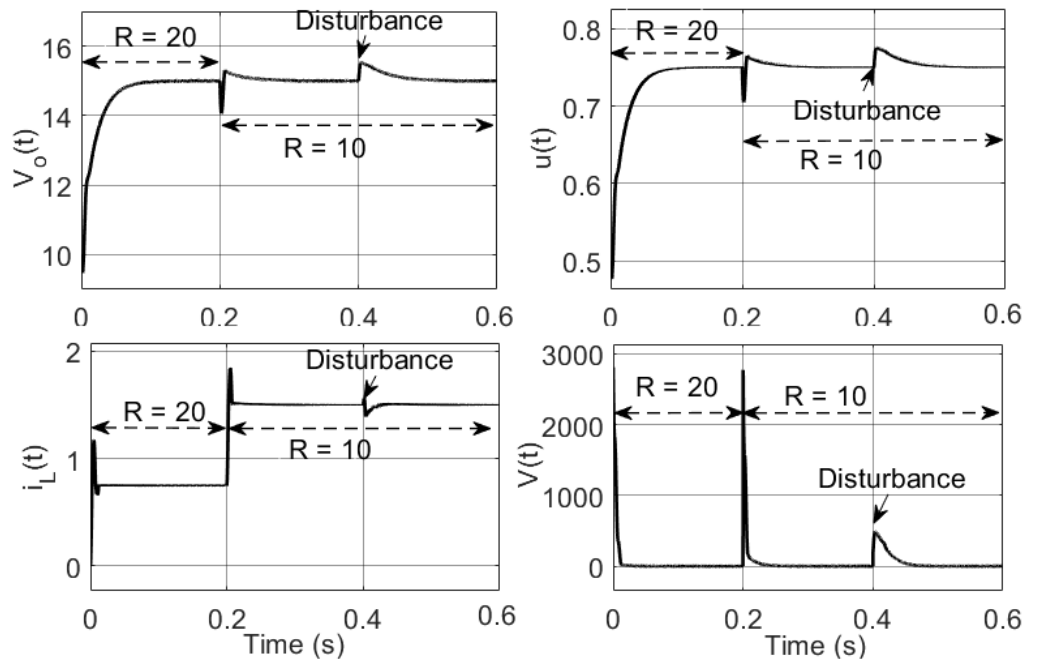 Disturbance
16
R = 20
14
R = 10
12
10
V_o(t)
0
0.2
0.4
0.6
0.8
R = 20
0.7
Disturbance
R = 10
0.6
0.5
u(t)
0
0.2
0.4
0.6
2
Disturbance
R = 20
R = 10
1
0
i_L(t)
0
0.2
0.4
0.6
Time (s)
3000
R = 20
R = 10
2000
Disturbance
1000
0
V(t)
0
0.2
0.4
0.6
Time (s)